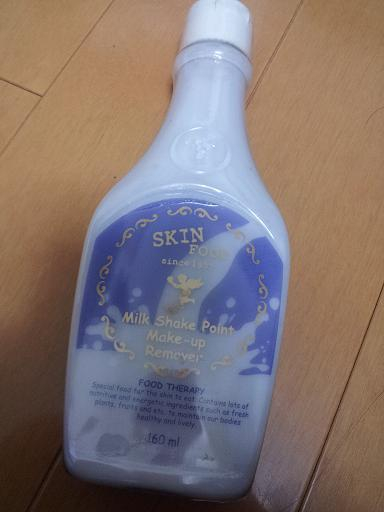 SKIN
FOOD
since 1957
Milk Shake Point
Make-up
Remover
FOOD THERAPY
Special food for the skin to eat. Contains lots of
nutritive and energetic ingredients such as fresh
plants, fruits and etc. to maintain our bodies
healthy and lively.
160 ml